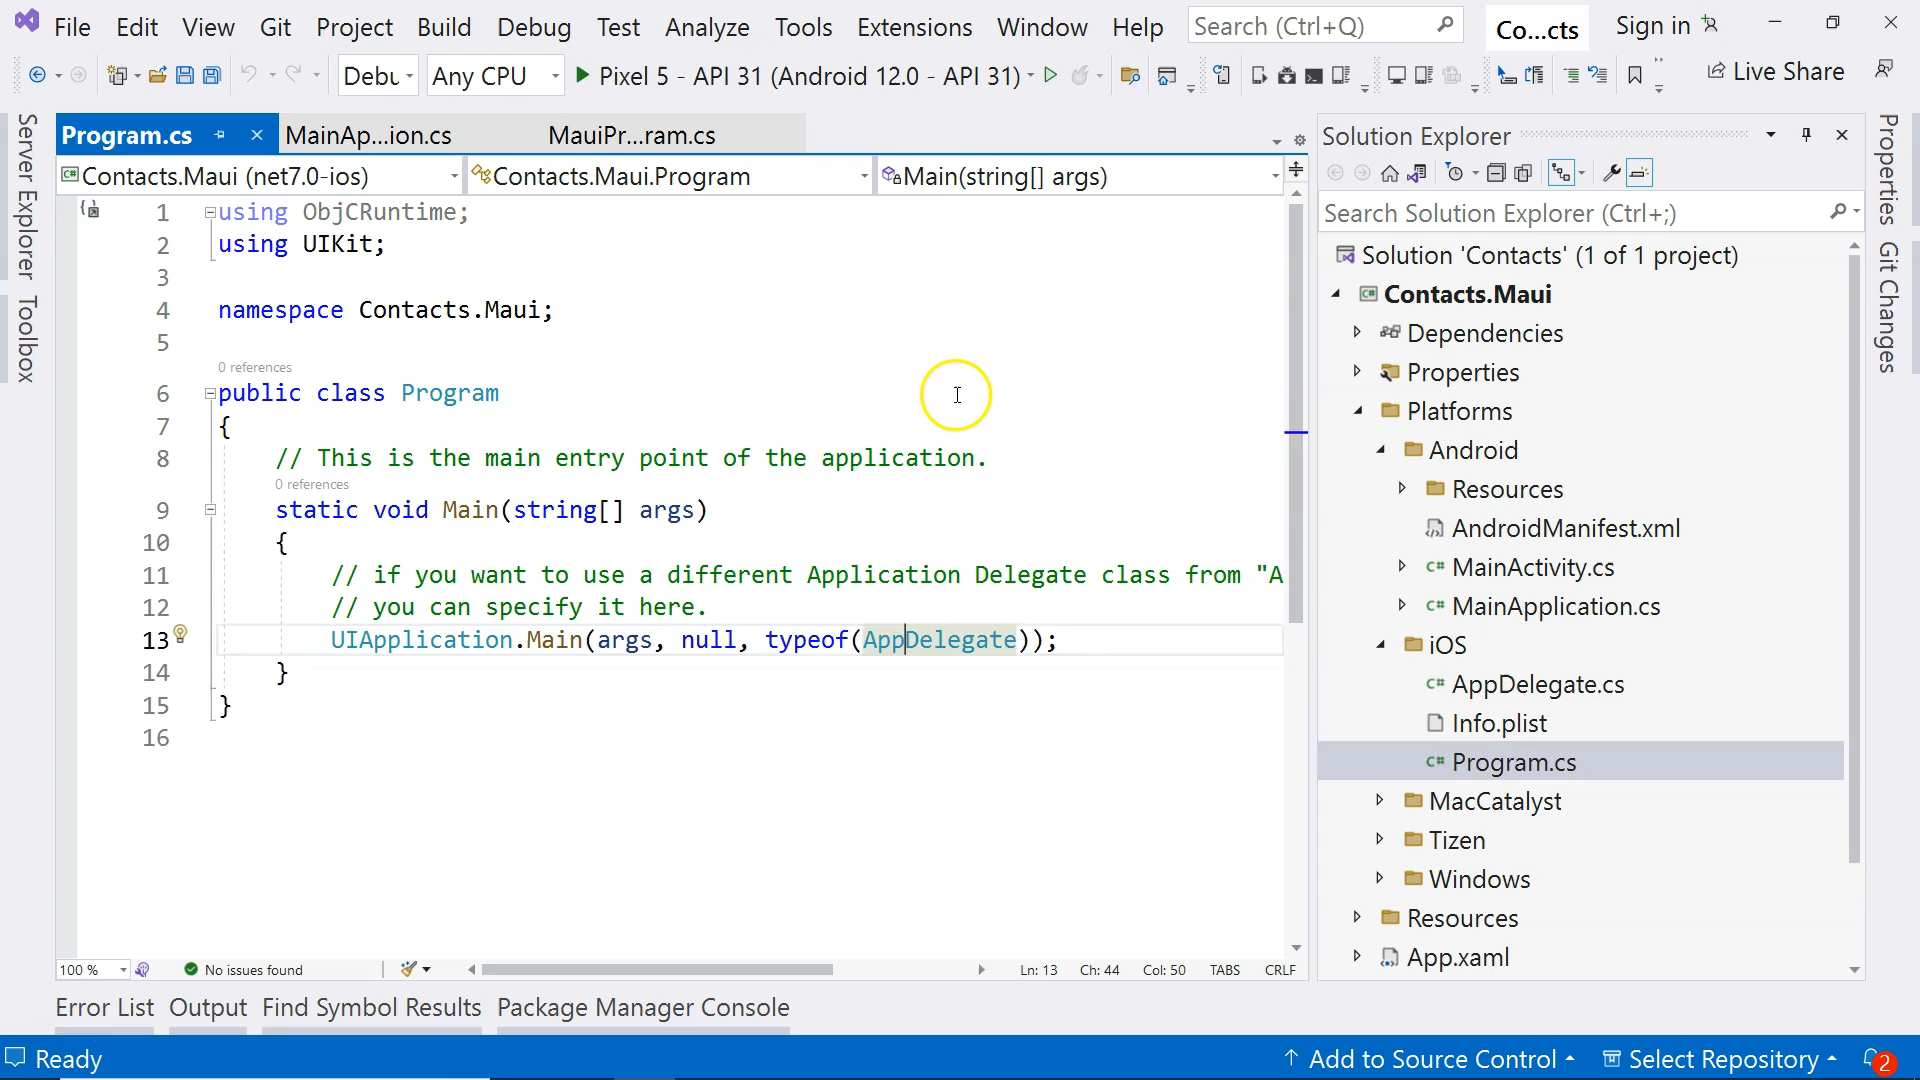 File Edit View Git Project Build Debug Test Analyze Tools Extensions Window Help Search (Ctrl+Q) Co...cts Sign in
Debu Any CPU Pixel 5 - API 31 (Android 12.0 - API 31) Live Share
Server Explorer
Toolbox
Program.cs MainAp...ion.cs MauiPr...ram.cs
Contacts.Maui (net7.0-ios) Contacts.Maui.Program Main(string[] args)
1 using ObjCRuntime;
2 using UIKit;
3
4 namespace Contacts.Maui;
5
0 references
6 public class Program
7 {
8 // This is the main entry point of the application.
0 references
9 static void Main(string[] args)
10 {
11 // if you want to use a different Application Delegate class from "A
12 // you can specify it here.
13 UIApplication.Main(args, null, typeof(AppDelegate));
14 }
15 }
16
100 % No issues found Ln: 13 Ch: 44 Col: 50 TABS CRLF
Solution Explorer
Search Solution Explorer (Ctrl+;)
Solution 'Contacts' (1 of 1 project)
Contacts.Maui
Dependencies
Properties
Platforms
Android
Resources
AndroidManifest.xml
MainActivity.cs
MainApplication.cs
iOS
AppDelegate.cs
Info.plist
Program.cs
MacCatalyst
Tizen
Windows
Resources
App.xaml
Properties
Git Changes
Error List Output Find Symbol Results Package Manager Console
Ready Add to Source Control Select Repository 2